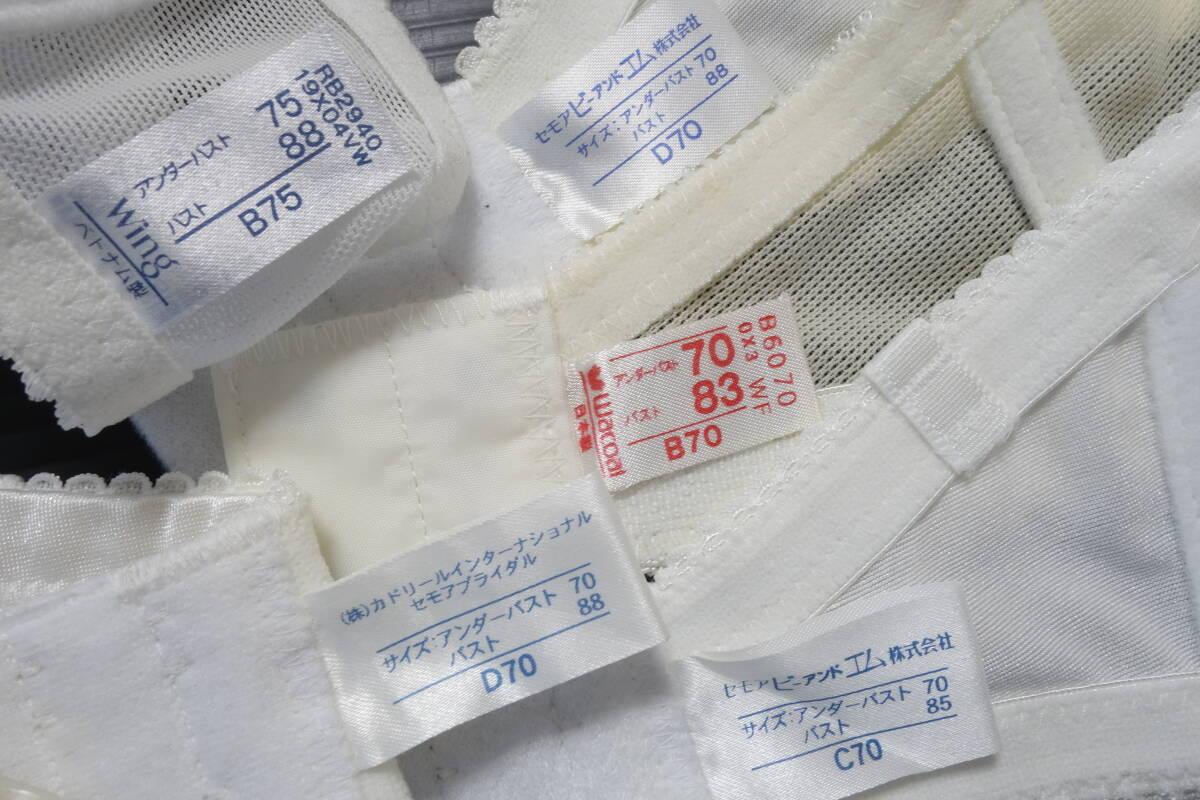 RB2940
19X04VW
アンダーバスト 75
バスト 88
B75
Wing
ベトナム製
セモアビーアンドエム株式会社
サイズ:アンダーバスト 70
バスト 88
D70
B6070
0X3 WF
アンダーバスト 70
バスト 83
B70
Wacoal
日本製
(株)カドリールインターナショナル
セモアブライダル
サイズ:アンダーバスト 70
バスト 88
D70
セモアビーアンドエム株式会社
サイズ:アンダーバスト 70
バスト 85
C70